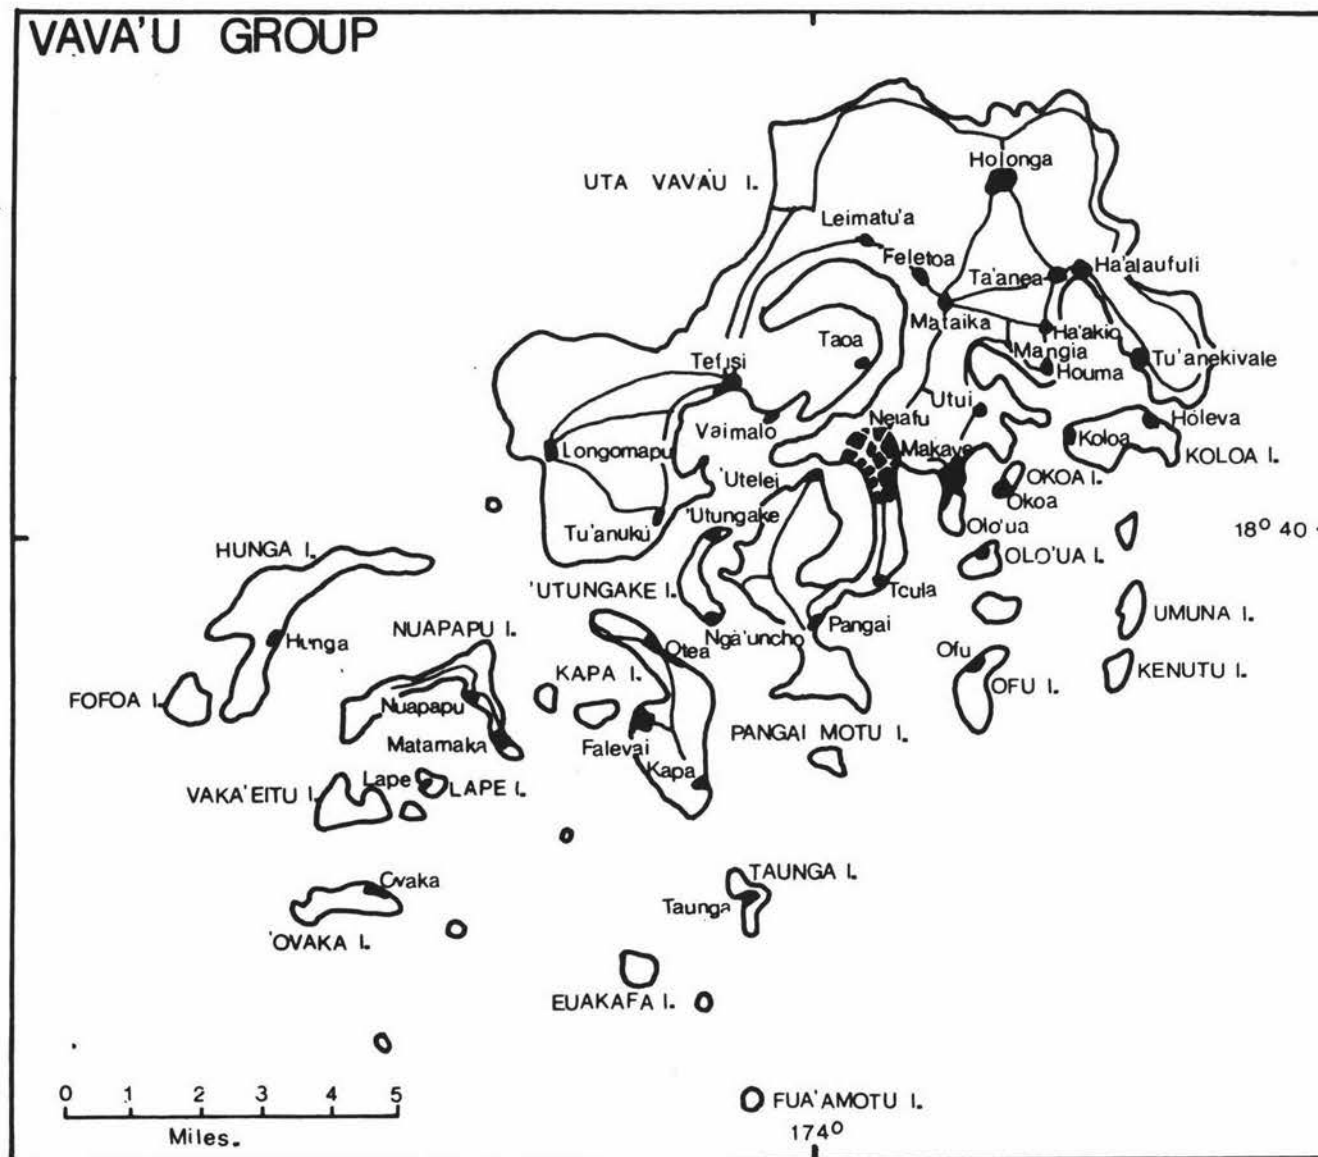 VAVA'U GROUP
Holonga
UTA VAVAU I.
Leimatu'a
Feletoa
Ta'anea
Ha'alaufuli
Mataika
Ha'akio
Taoa
Mangia
Tu'anekivale
Tefisi
Houma
Utui
Neiafu
Holeva
Vaimalo
Koloa
Longomapu
Makave
KOLOA I.
'Utelei
OKOA I.
Okoa
'Utungake
Tu'anuku
Olo'ua
18° 40
HUNGA I.
OLO'UA I.
'UTUNGAKE I.
Tcula
UMUNA I.
Hunga
NUAPAPU I.
Nga'uncho
Pangai
Otea
Ofu
KAPA I.
KENUTU I.
OFU I.
FOFOA I.
Nuapapu
PANGAI MOTU I.
Matamaka
Falevai
Kapa
Lape
LAPE I.
VAKA'EITU I.
TAUNGA I.
Ovaka
Taunga
'OVAKA I.
EUAKAFA I.
0 1 2 3 4 5
Miles.
FUA'AMOTU I.
174°